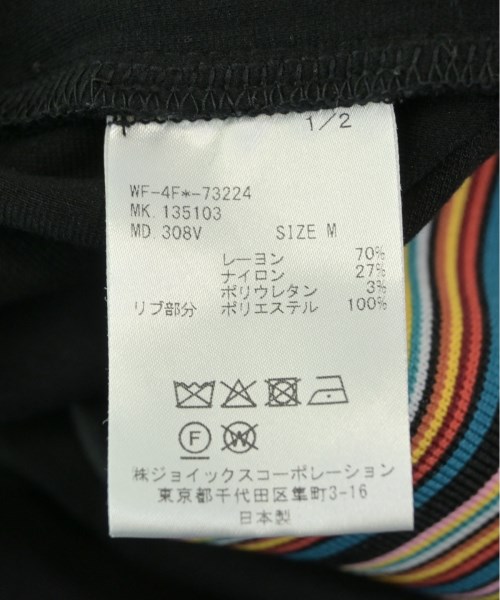 1/2
WF-4F*-73224
MK. 135103
MD. 308V SIZE M
レーヨン 70%
ナイロン 27%
ポリウレタン 3%
リブ部分 ポリエステル 100%
F W
㈱ジョイックスコーポレーション
東京都千代田区隼町3-16
日本製